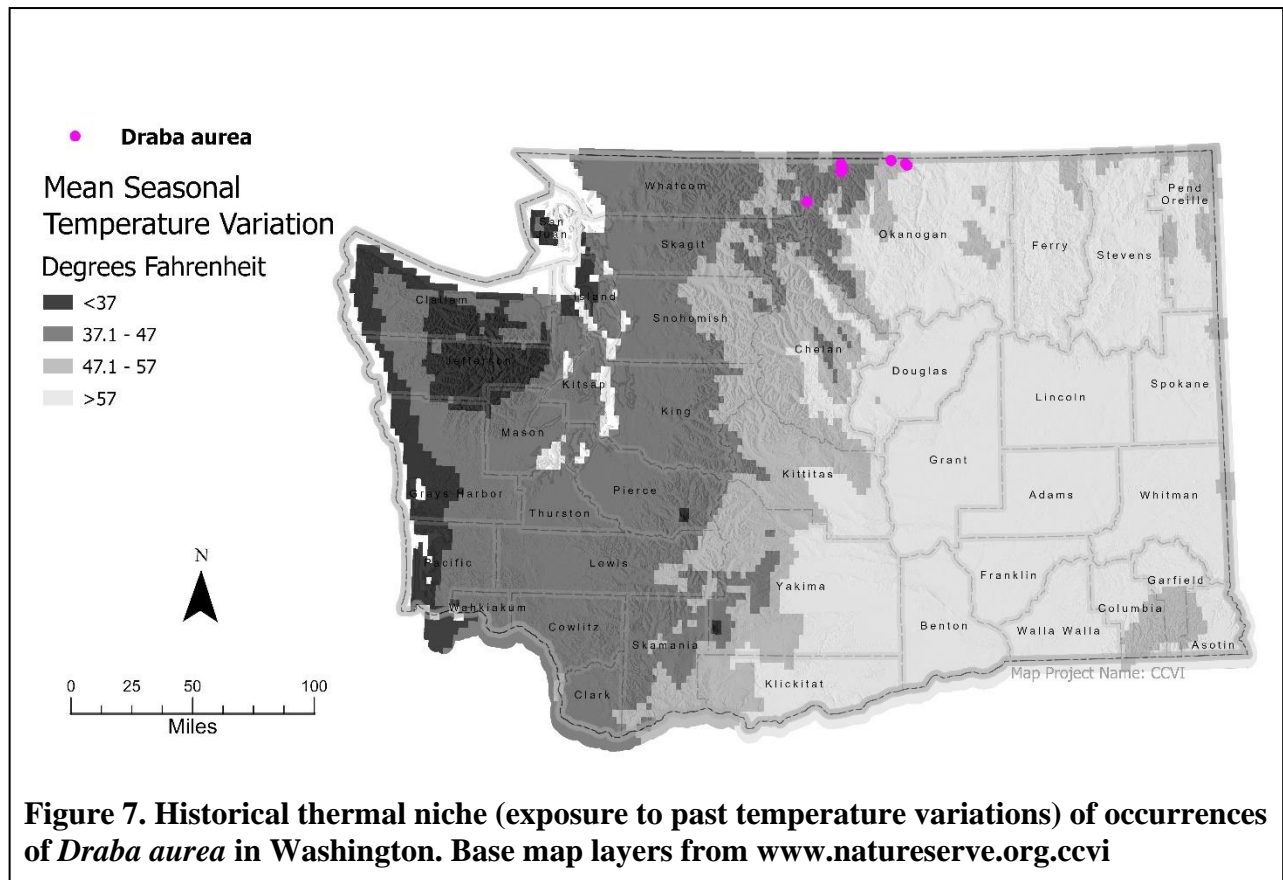 Draba aurea
Mean Seasonal
Temperature Variation
Degrees Fahrenheit
<37
37.1 - 47
47.1 - 57
>57
N
0 25 50 100
Miles
Whatcom
San
Juan
Skagit
Okanogan
Ferry
Stevens
Pend
Oreille
Clallam
Island
Snohomish
Jefferson
Chelan
Douglas
Kitsap
King
Lincoln
Spokane
Mason
Grant
Kittitas
Grays Harbor
Pierce
Adams
Whitman
Thurston
Pacific
Lewis
Yakima
Franklin
Garfield
Wahkiakum
Columbia
Cowlitz
Skamania
Benton
Walla Walla
Asotin
Clark
Klickitat
Map Project Name: CCVI
Figure 7. Historical thermal niche (exposure to past temperature variations) of occurrences
of Draba aurea in Washington. Base map layers from www.natureserve.org.ccvi